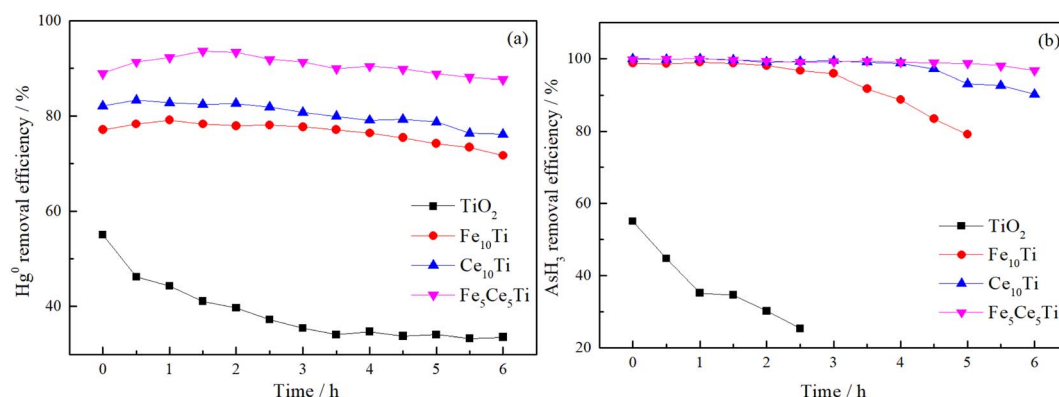 (a)
100
80
60
40
Hg⁰ removal efficiency / %
TiO₂
Fe₁₀Ti
Ce₁₀Ti
Fe₅Ce₅Ti
0 1 2 3 4 5 6
Time / h
(b)
100
80
60
40
20
AsH₃ removal efficiency / %
TiO₂
Fe₁₀Ti
Ce₁₀Ti
Fe₅Ce₅Ti
0 1 2 3 4 5 6
Time / h